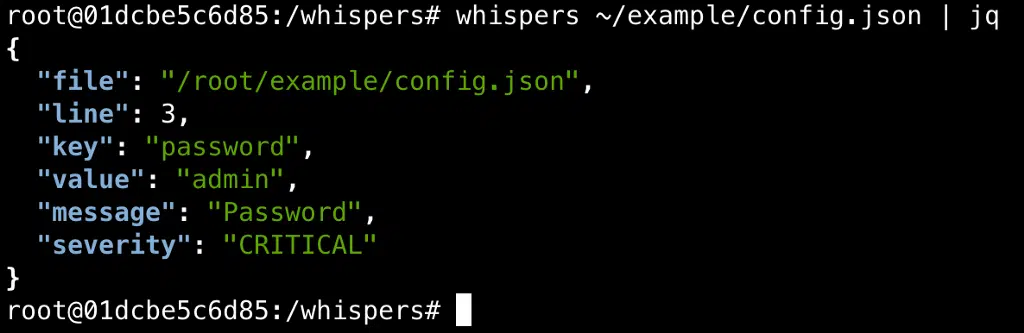 root@01dcbe5c6d85:/whispers# whispers ~/example/config.json | jq
{
  "file": "/root/example/config.json",
  "line": 3,
  "key": "password",
  "value": "admin",
  "message": "Password",
  "severity": "CRITICAL"
}
root@01dcbe5c6d85:/whispers#